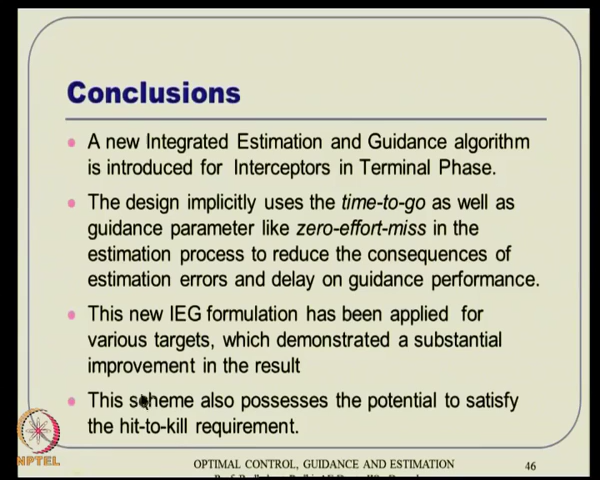 Conclusions
A new Integrated Estimation and Guidance algorithm
is introduced for Interceptors in Terminal Phase.
The design implicitly uses the time-to-go as well as
guidance parameter like zero-effort-miss in the
estimation process to reduce the consequences of
estimation errors and delay on guidance performance.
This new IEG formulation has been applied for
various targets, which demonstrated a substantial
improvement in the result
This scheme also possesses the potential to satisfy
the hit-to-kill requirement.
NPTEL
OPTIMAL CONTROL, GUIDANCE AND ESTIMATION
46